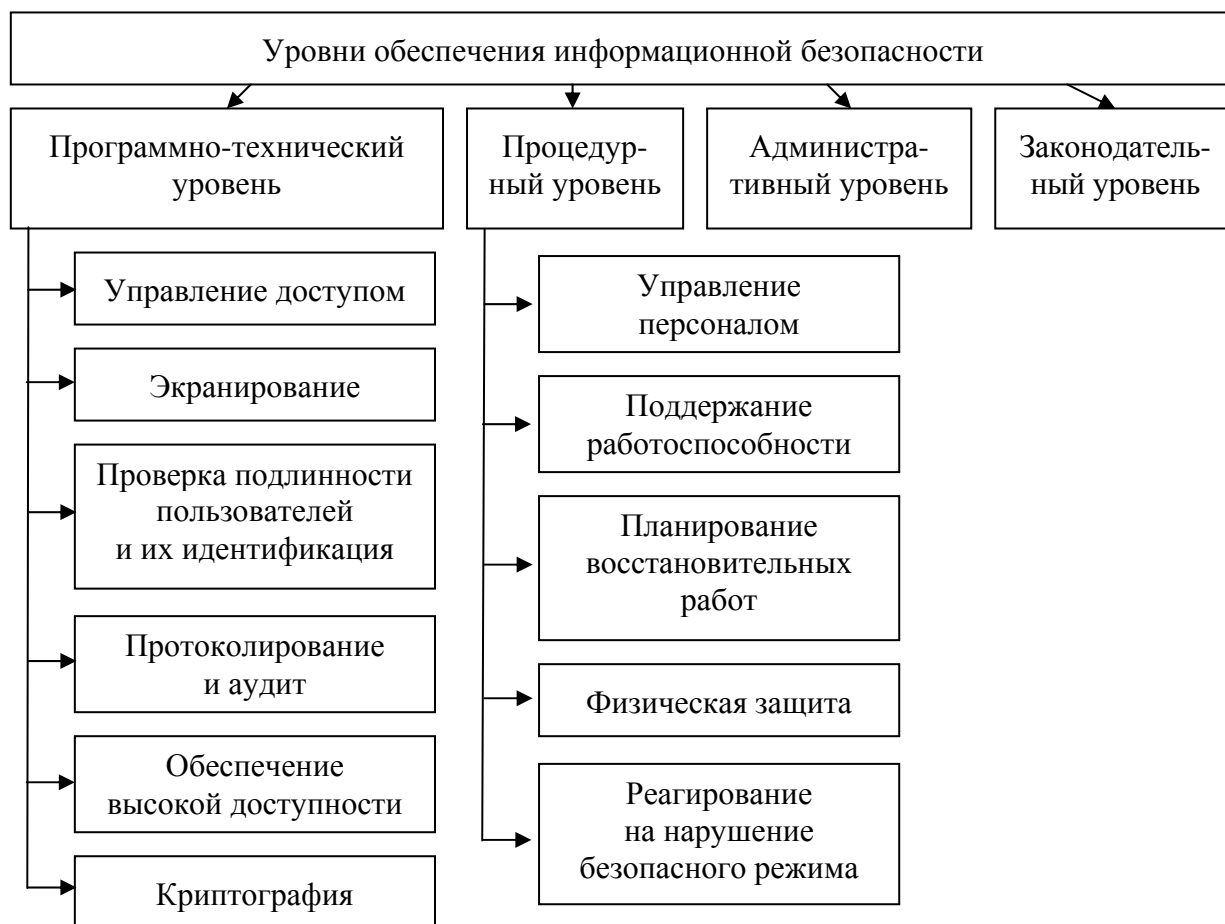 Уровни обеспечения информационной безопасности
Программно-технический
уровень
Процедур-
ный уровень
Администра-
тивный уровень
Законодатель-
ный уровень
Управление доступом
Экранирование
Проверка подлинности
пользователей
и их идентификация
Протоколирование
и аудит
Обеспечение
высокой доступности
Криптография
Управление
персоналом
Поддержание
работоспособности
Планирование
восстановительных
работ
Физическая защита
Реагирование
на нарушение
безопасного режима